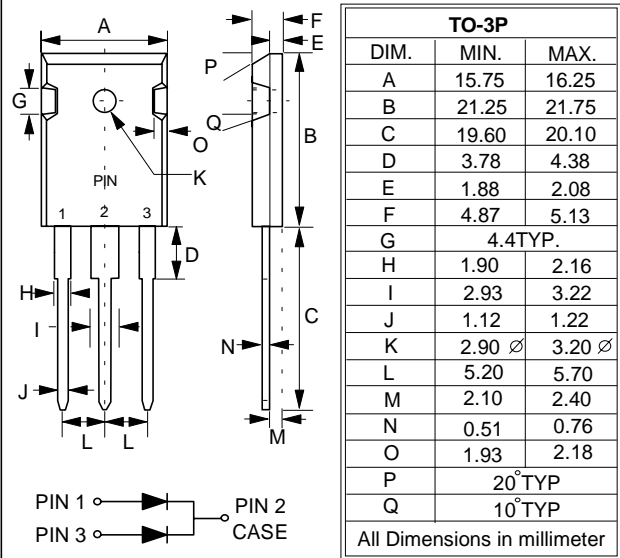 A
F
E
P
G
Q
B
O
K
PIN
1 2 3
D
H
I
C
N
J
L L
M
PIN 1
PIN 3
PIN 2
CASE
TO-3P
DIM. MIN. MAX.
A 15.75 16.25
B 21.25 21.75
C 19.60 20.10
D 3.78 4.38
E 1.88 2.08
F 4.87 5.13
G 4.4TYP.
H 1.90 2.16
I 2.93 3.22
J 1.12 1.22
K 2.90 ∅ 3.20 ∅
L 5.20 5.70
M 2.10 2.40
N 0.51 0.76
O 1.93 2.18
P 20°TYP
Q 10°TYP
All Dimensions in millimeter